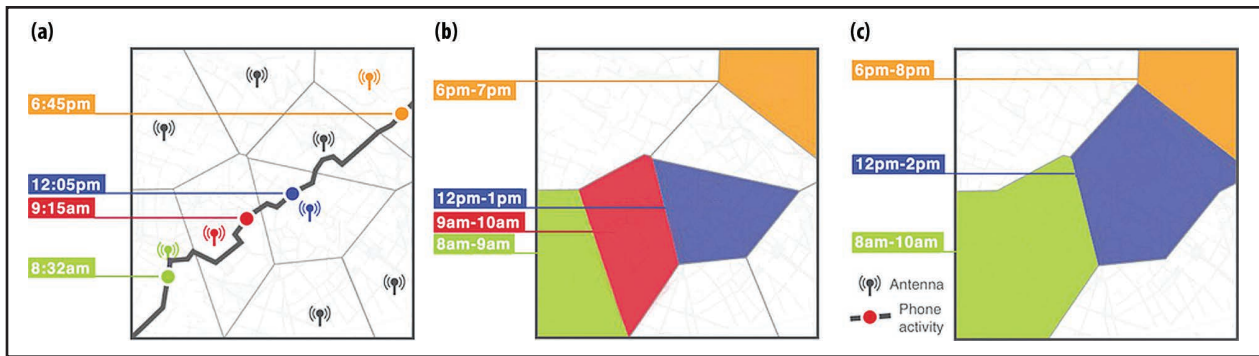 (a)
6:45pm
12:05pm
9:15am
8:32am
(b)
6pm-7pm
12pm-1pm
9am-10am
8am-9am
(c)
6pm-8pm
12pm-2pm
8am-10am
Antenna
Phone
activity